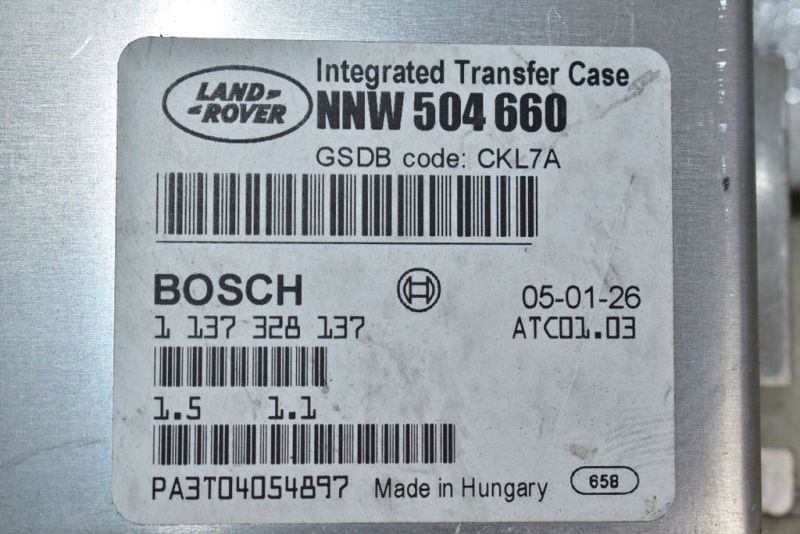 LAND-
-ROVER
Integrated Transfer Case
NNW 504 660
GSDB code: CKL7A
BOSCH
05-01-26
1 137 328 137
ATC01.03
1.5 1.1
PA3T04054897
Made in Hungary
658